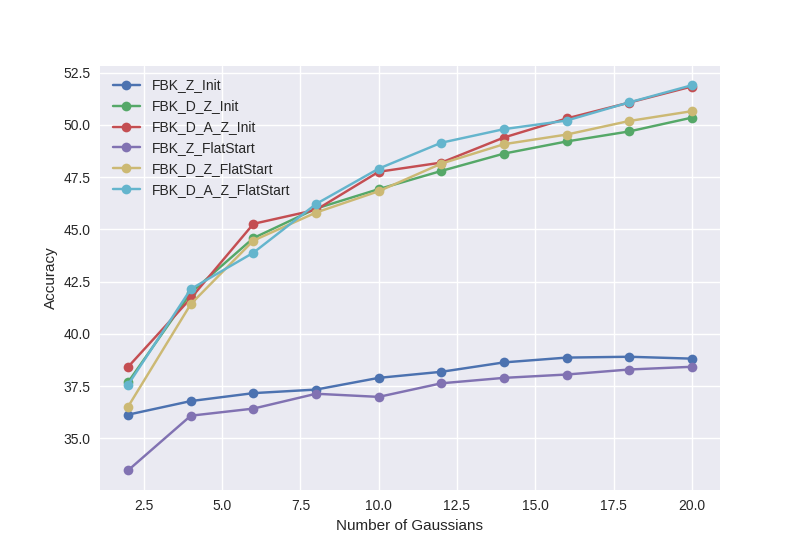 52.5
50.0
47.5
45.0
42.5
40.0
37.5
35.0
Accuracy
FBK_Z_Init
FBK_D_Z_Init
FBK_D_A_Z_Init
FBK_Z_FlatStart
FBK_D_Z_FlatStart
FBK_D_A_Z_FlatStart
2.5 5.0 7.5 10.0 12.5 15.0 17.5 20.0
Number of Gaussians